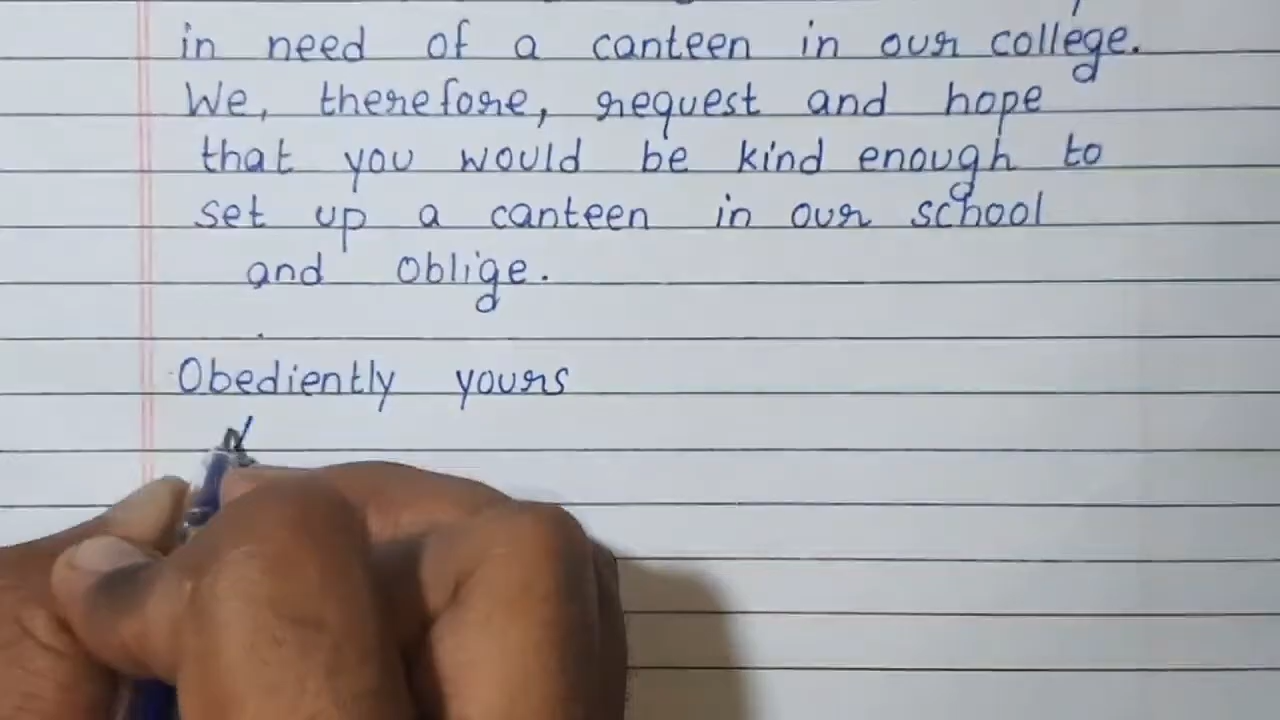 in need of a canteen in our college.
We, therefore, request and hope
that you would be kind enough to
set up a canteen in our school
and oblige.
Obediently yours